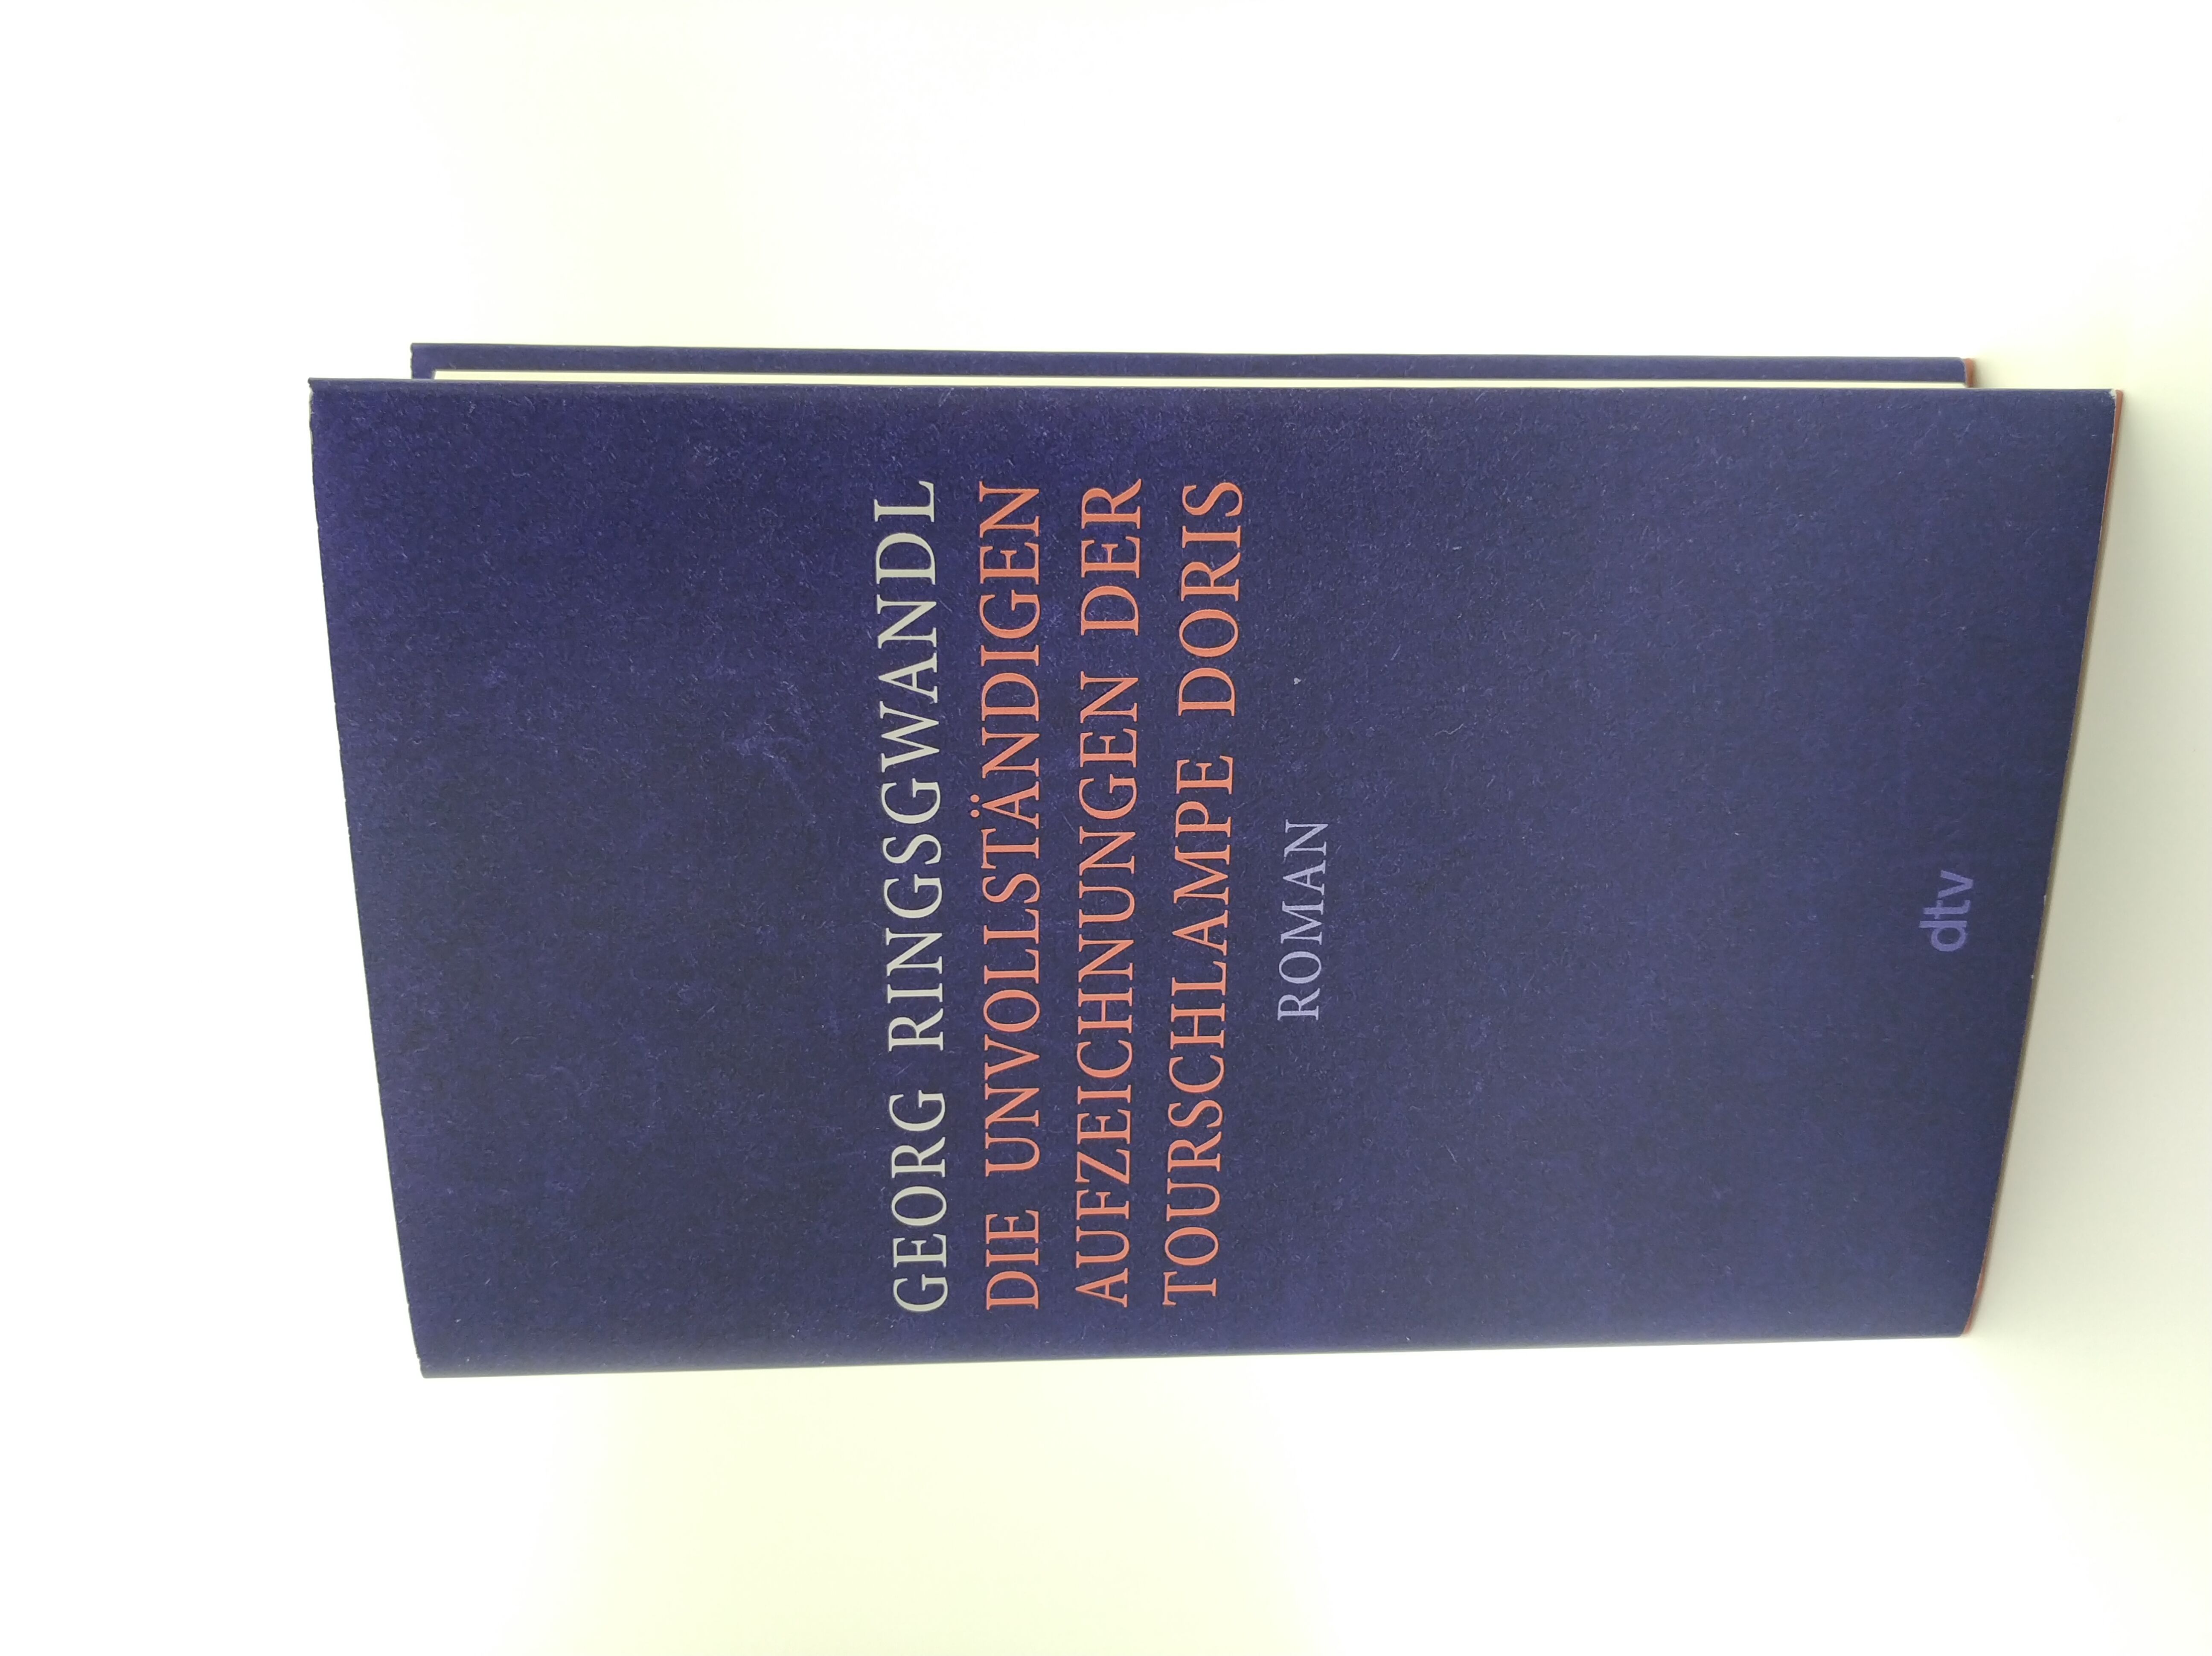 GEORG RINGSGWANDL
DIE UNVOLLSTÄNDIGEN
AUFZEICHNUNGEN DER
TOURSCHLAMPE DORIS
ROMAN
dtv